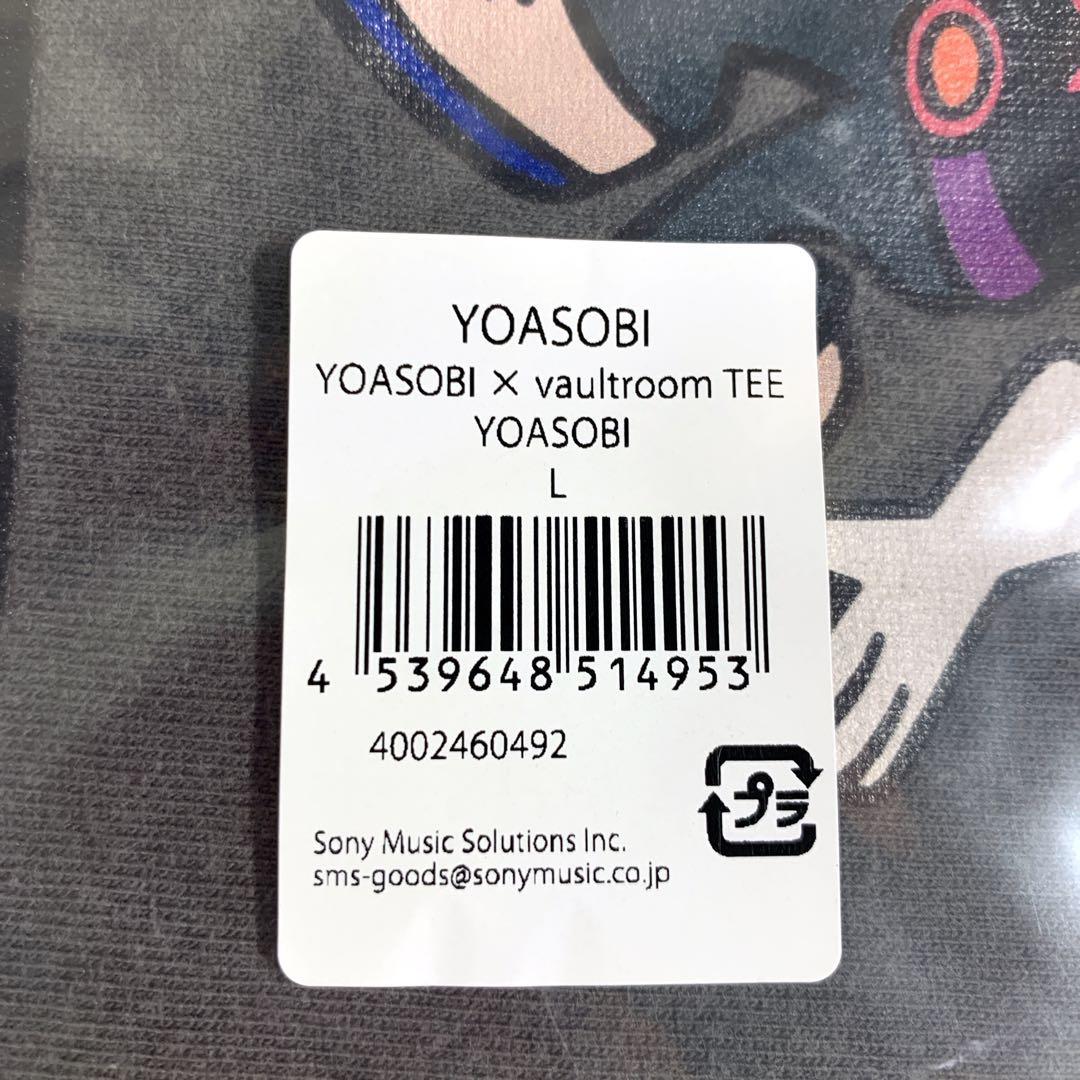 YOASOBI
YOASOBI × vaultroom TEE
YOASOBI
L
4 539648 514953
4002460492
プラ
Sony Music Solutions Inc.
sms-goods@sonymusic.co.jp